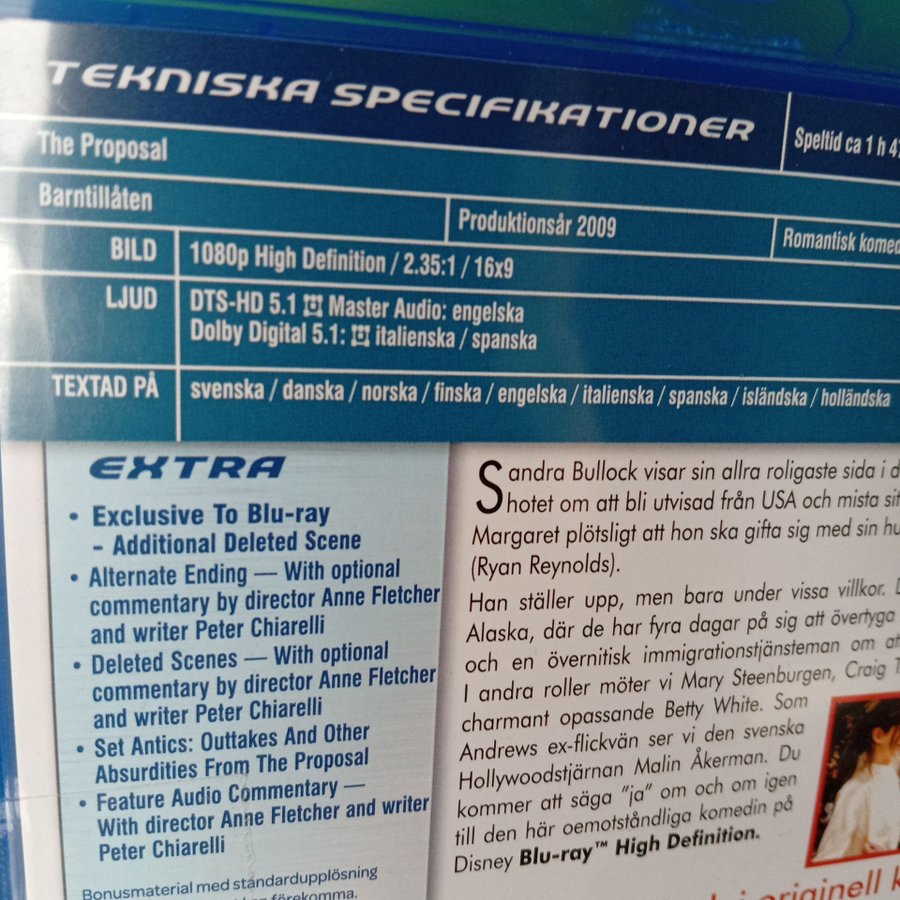 TEKNISKA SPECIFIKATIONER
Speltid ca 1 h
The Proposal
Barntillåten
Produktionsår 2009
Romantisk
BILD
1080p High Definition / 2.35:1 / 16x9
LJUD
DTS-HD 5.1 Master Audio: engelska
Dolby Digital 5.1: italienska / spanska
TEXTAD PÅ
svenska / danska / norska / finska / engelska / italienska / spanska / isländska / holländska
EXTRA
• Exclusive To Blu-ray
– Additional Deleted Scene
• Alternate Ending — With optional
commentary by director Anne Fletcher
and writer Peter Chiarelli
• Deleted Scenes — With optional
commentary by director Anne Fletcher
and writer Peter Chiarelli
• Set Antics: Outtakes And Other
Absurdities From The Proposal
• Feature Audio Commentary —
With director Anne Fletcher and writer
Peter Chiarelli
Bonusmaterial med standardupplösning
förekomma.
Sandra Bullock visar sin allra roligaste sida i
hotet om att bli utvisad från USA och mista
Margaret plötsligt att hon ska gifta sig med sin
(Ryan Reynolds).
Han ställer upp, men bara under vissa villkor.
Alaska, där de har fyra dagar på sig att övertyga
och en övernitisk immigrationstjänsteman om
I andra roller möter vi Mary Steenburgen, Craig
charmant opassande Betty White. Som
Andrews ex-flickvän ser vi den svenska
Hollywoodstjärnan Malin Åkerman. Du
kommer att säga "ja" om och om igen
till den här oemotståndliga komedin på
Disney Blu-ray™ High Definition.
originell